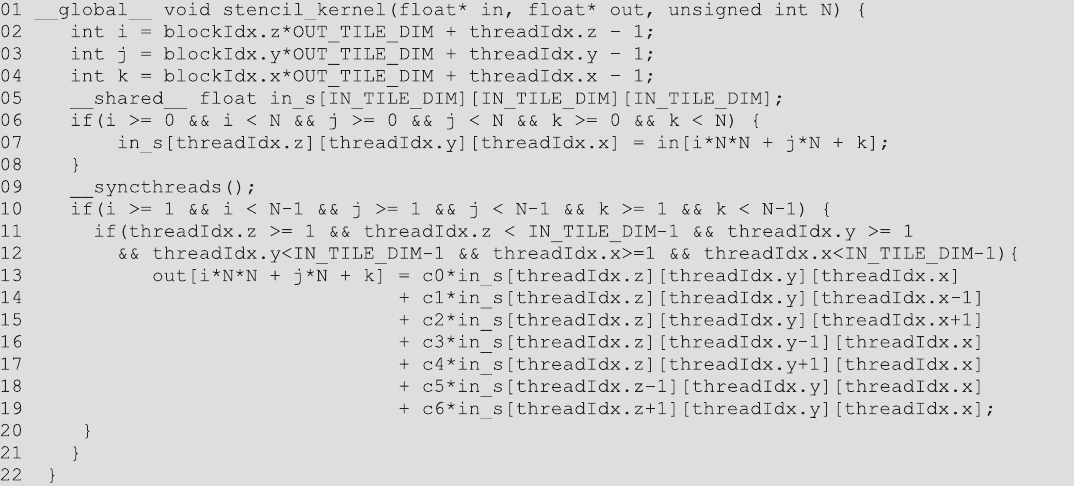 01 __global__ void stencil_kernel(float* in, float* out, unsigned int N) {
02    int i = blockIdx.z*OUT_TILE_DIM + threadIdx.z - 1;
03    int j = blockIdx.y*OUT_TILE_DIM + threadIdx.y - 1;
04    int k = blockIdx.x*OUT_TILE_DIM + threadIdx.x - 1;
05    __shared__ float in_s[IN_TILE_DIM][IN_TILE_DIM][IN_TILE_DIM];
06    if(i >= 0 && i < N && j >= 0 && j < N && k >= 0 && k < N) {
07        in_s[threadIdx.z][threadIdx.y][threadIdx.x] = in[i*N*N + j*N + k];
08    }
09    __syncthreads();
10    if(i >= 1 && i < N-1 && j >= 1 && j < N-1 && k >= 1 && k < N-1) {
11      if(threadIdx.z >= 1 && threadIdx.z < IN_TILE_DIM-1 && threadIdx.y >= 1
12        && threadIdx.y<IN_TILE_DIM-1 && threadIdx.x>=1 && threadIdx.x<IN_TILE_DIM-1){
13           out[i*N*N + j*N + k] = c0*in_s[threadIdx.z][threadIdx.y][threadIdx.x]
14                                + c1*in_s[threadIdx.z][threadIdx.y][threadIdx.x-1]
15                                + c2*in_s[threadIdx.z][threadIdx.y][threadIdx.x+1]
16                                + c3*in_s[threadIdx.z][threadIdx.y-1][threadIdx.x]
17                                + c4*in_s[threadIdx.z][threadIdx.y+1][threadIdx.x]
18                                + c5*in_s[threadIdx.z-1][threadIdx.y][threadIdx.x]
19                                + c6*in_s[threadIdx.z+1][threadIdx.y][threadIdx.x];
20     }
21    }
22  }